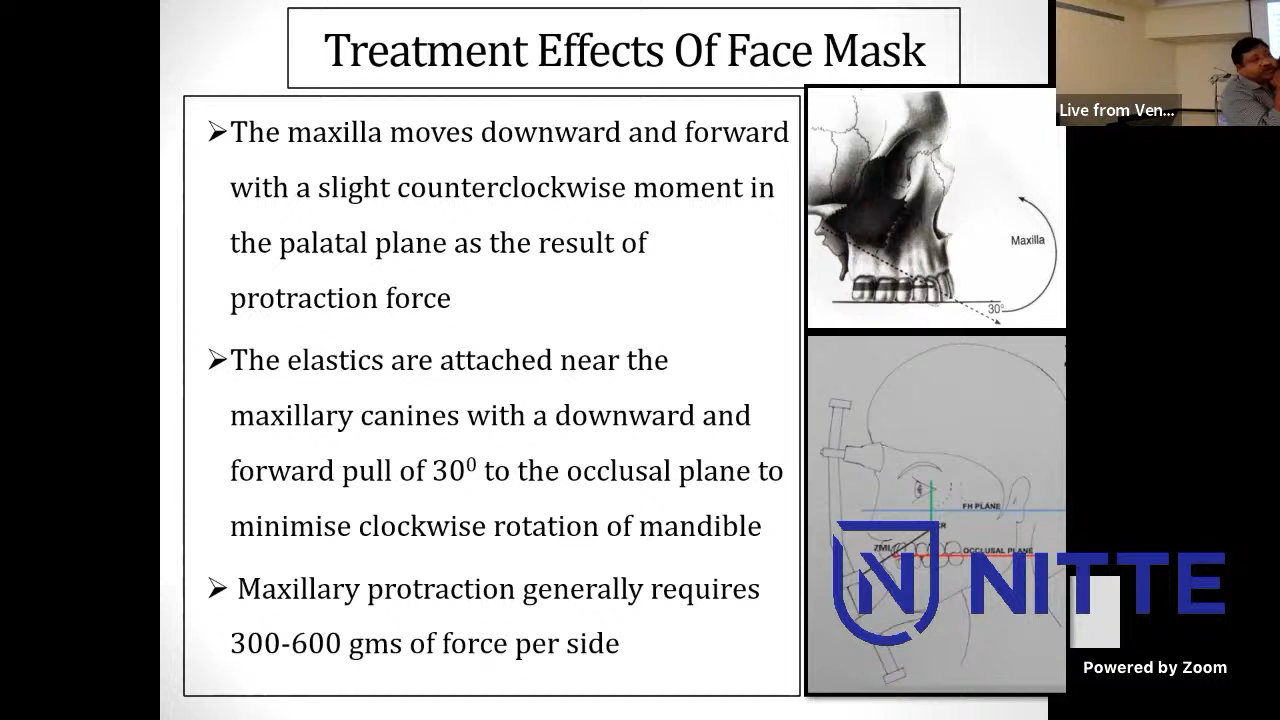 Treatment Effects Of Face Mask
➢The maxilla moves downward and forward
with a slight counterclockwise moment in
the palatal plane as the result of
protraction force
➢The elastics are attached near the
maxillary canines with a downward and
forward pull of 30⁰ to the occlusal plane to
minimise clockwise rotation of mandible
➢ Maxillary protraction generally requires
300-600 gms of force per side
Maxilla
30°
FH PLANE
OCCLUSAL PLANE
Live from Ven...
NITTE
Powered by Zoom